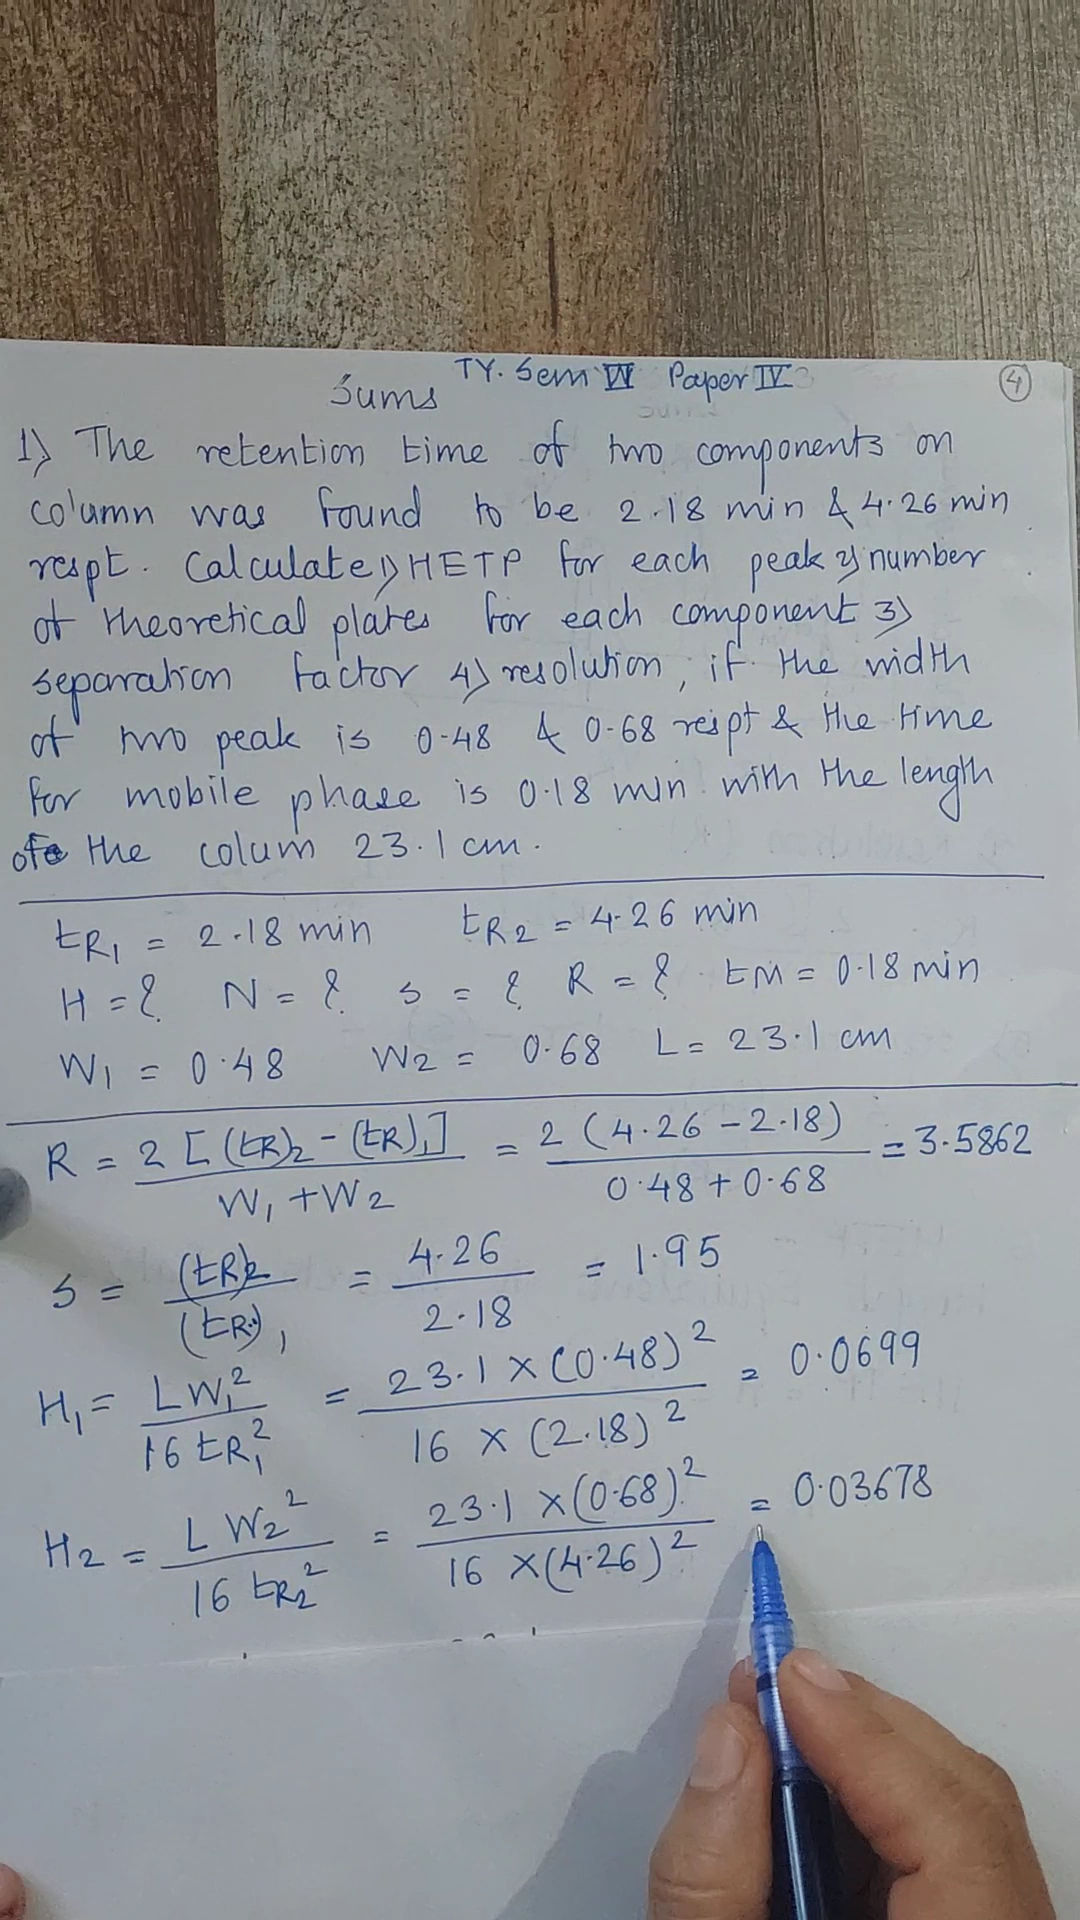 TY. Sem VI Paper IV
4
Sums
1) The retention time of two components on
column was found to be 2.18 min & 4.26 min
respt. Calculate 1) HETP for each peak 2) number
of theoretical plates for each component 3)
separation factor 4) resolution, if the width
of two peak is 0.48 & 0.68 respt & the time
for mobile phase is 0.18 min with the length
of the colum 23.1 cm.
tR1 = 2.18 min tR2 = 4.26 min
H = ? N = ? S = ? R = ? tM = 0.18 min
W1 = 0.48 W2 = 0.68 L = 23.1 cm
R = 2 [(tR)2 - (tR)1] / W1 + W2 = 2 (4.26 - 2.18) / 0.48 + 0.68 = 3.5862
S = (tR)2 / (tR)1 = 4.26 / 2.18 = 1.95
H1 = LW1² / 16 tR1² = 23.1 × (0.48)² / 16 × (2.18)² = 0.0699
H2 = L W2² / 16 tR2² = 23.1 × (0.68)² / 16 × (4.26)² = 0.03678